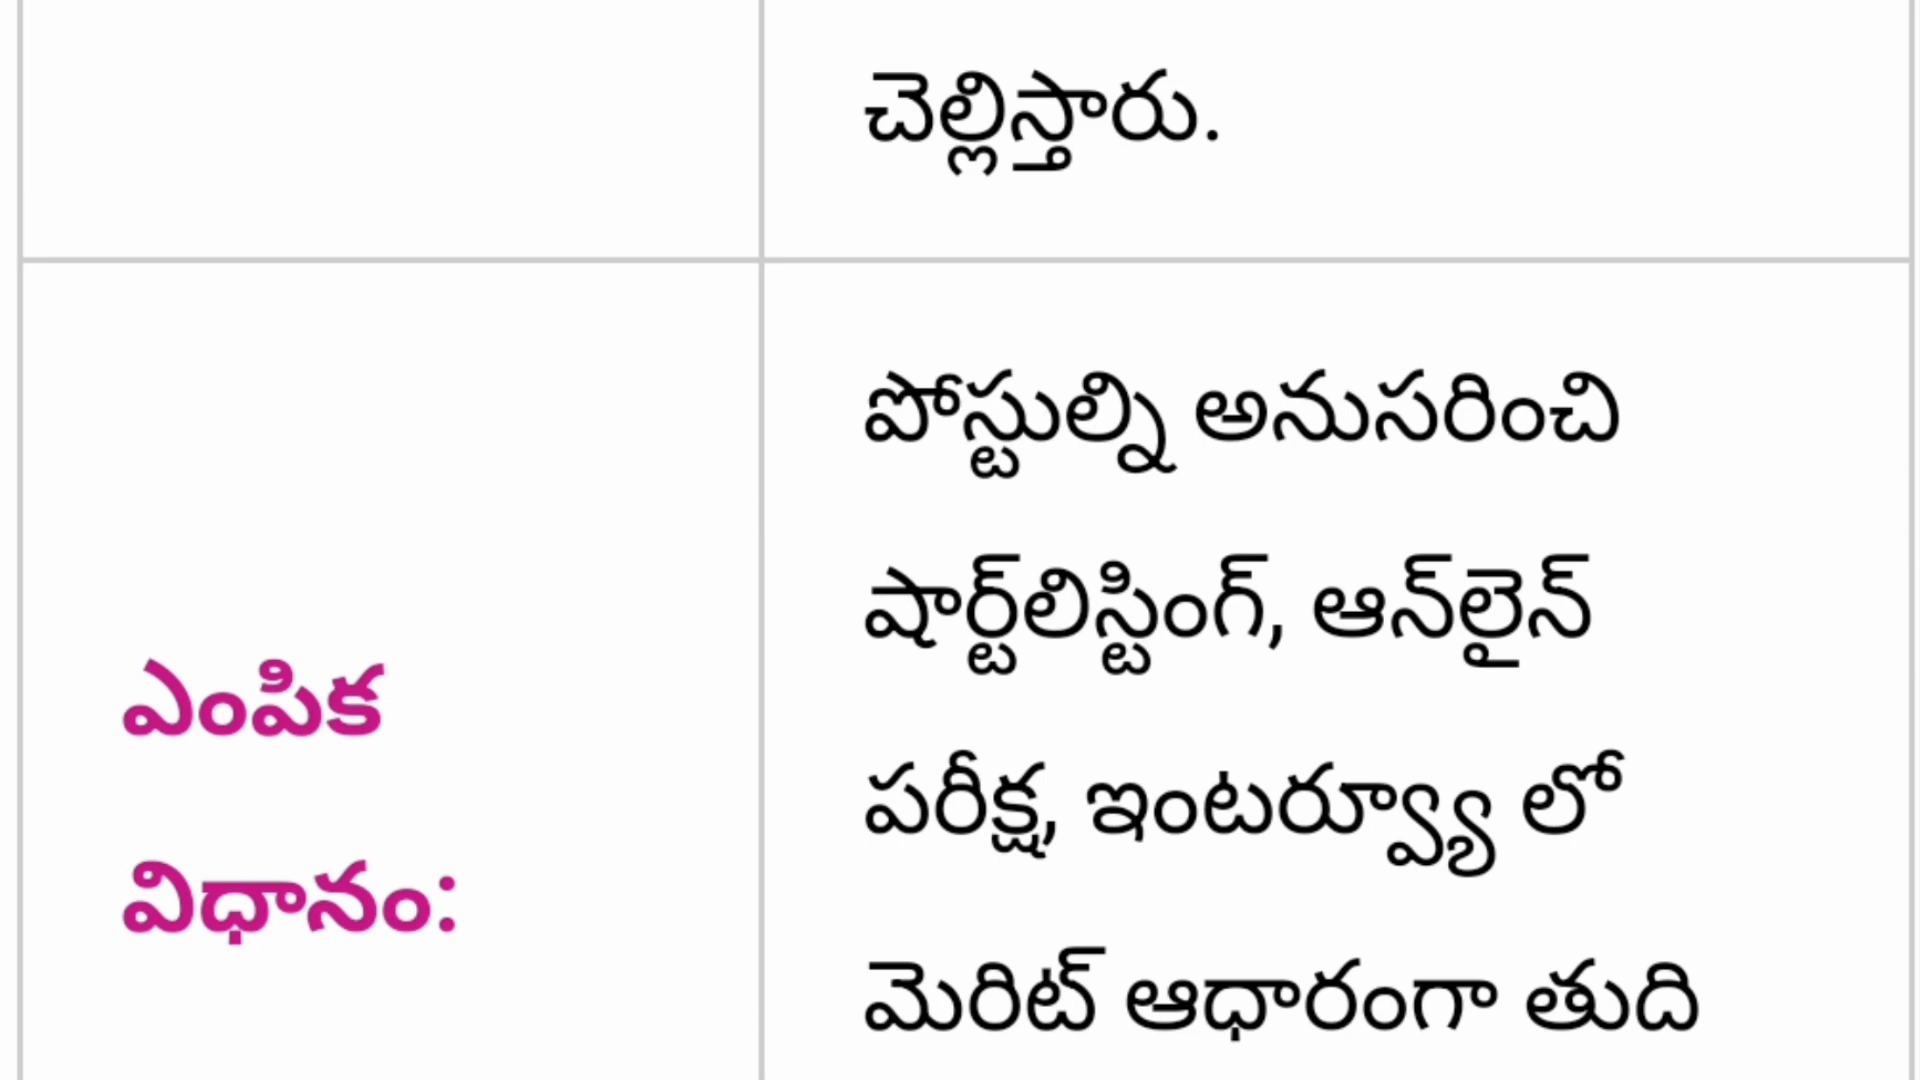 చెల్లిస్తారు.
ఎంపిక
విధానం:
పోస్టుల్ని అనుసరించి
షార్ట్‌లిస్టింగ్, ఆన్‌లైన్
పరీక్ష, ఇంటర్వ్యూ లో
మెరిట్ ఆధారంగా తుది